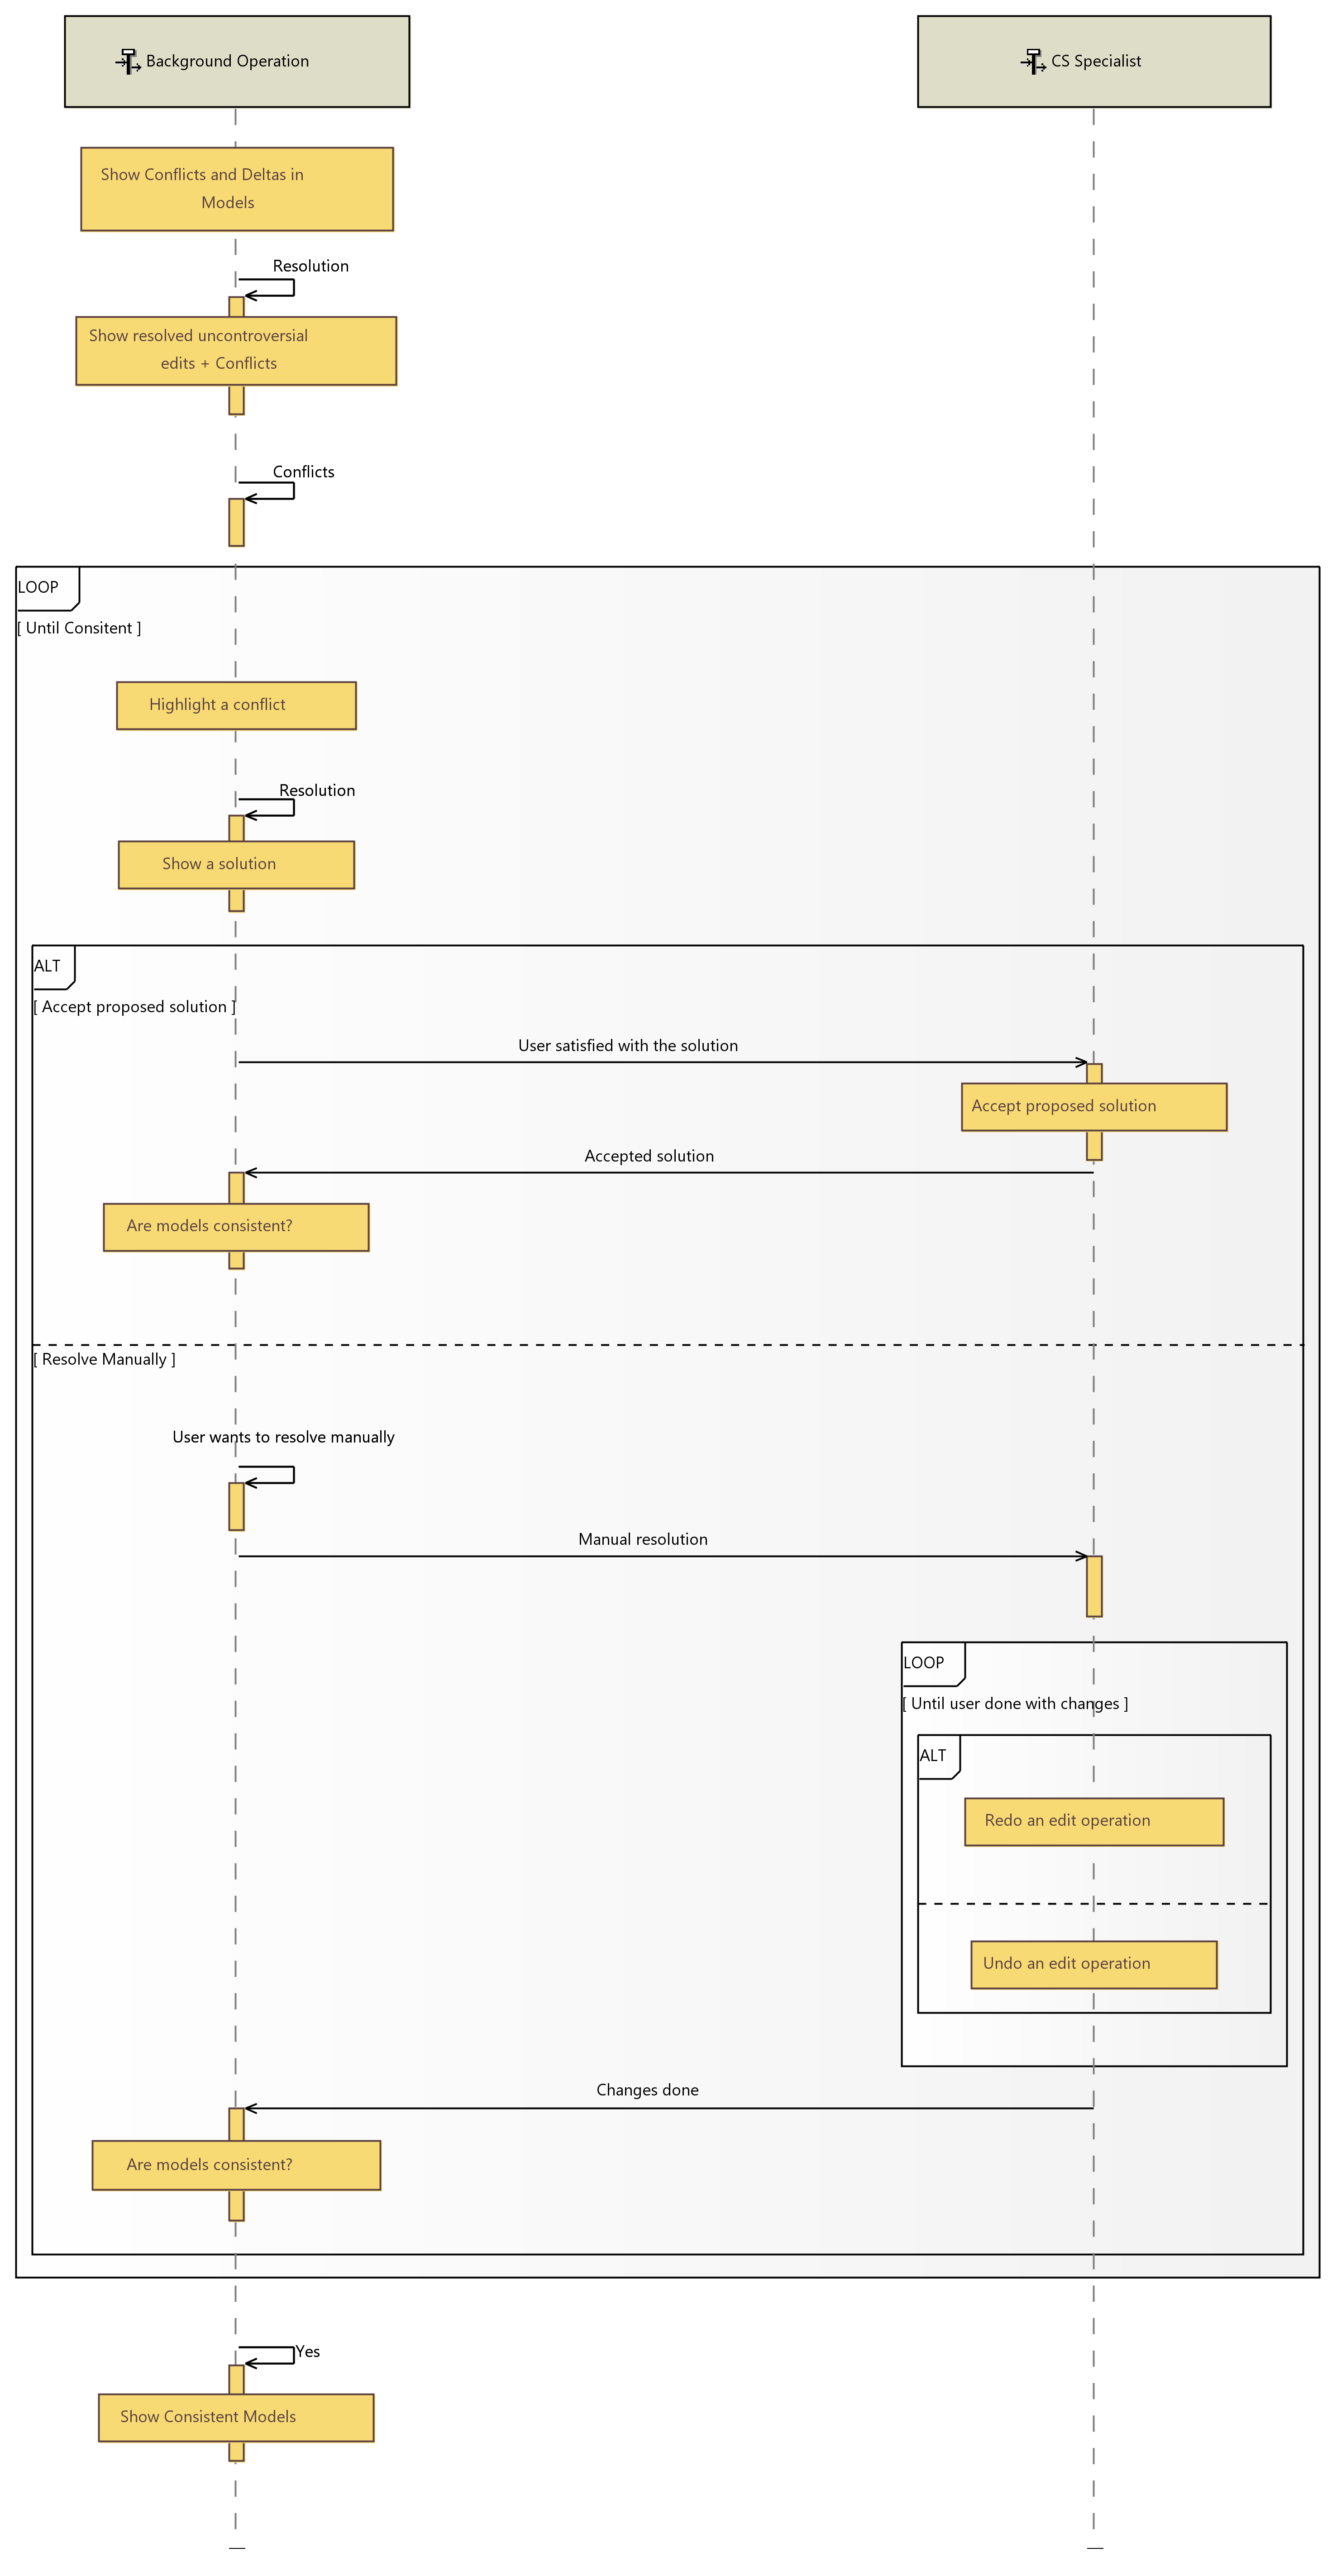 Background Operation
CS Specialist
Show Conflicts and Deltas in
Models
Resolution
Show resolved uncontroversial
edits + Conflicts
Conflicts
LOOP
[ Until Consitent ]
Highlight a conflict
Resolution
Show a solution
ALT
[ Accept proposed solution ]
User satisfied with the solution
Accept proposed solution
Accepted solution
Are models consistent?
[ Resolve Manually ]
User wants to resolve manually
Manual resolution
LOOP
[ Until user done with changes ]
ALT
Redo an edit operation
Undo an edit operation
Changes done
Are models consistent?
Yes
Show Consistent Models